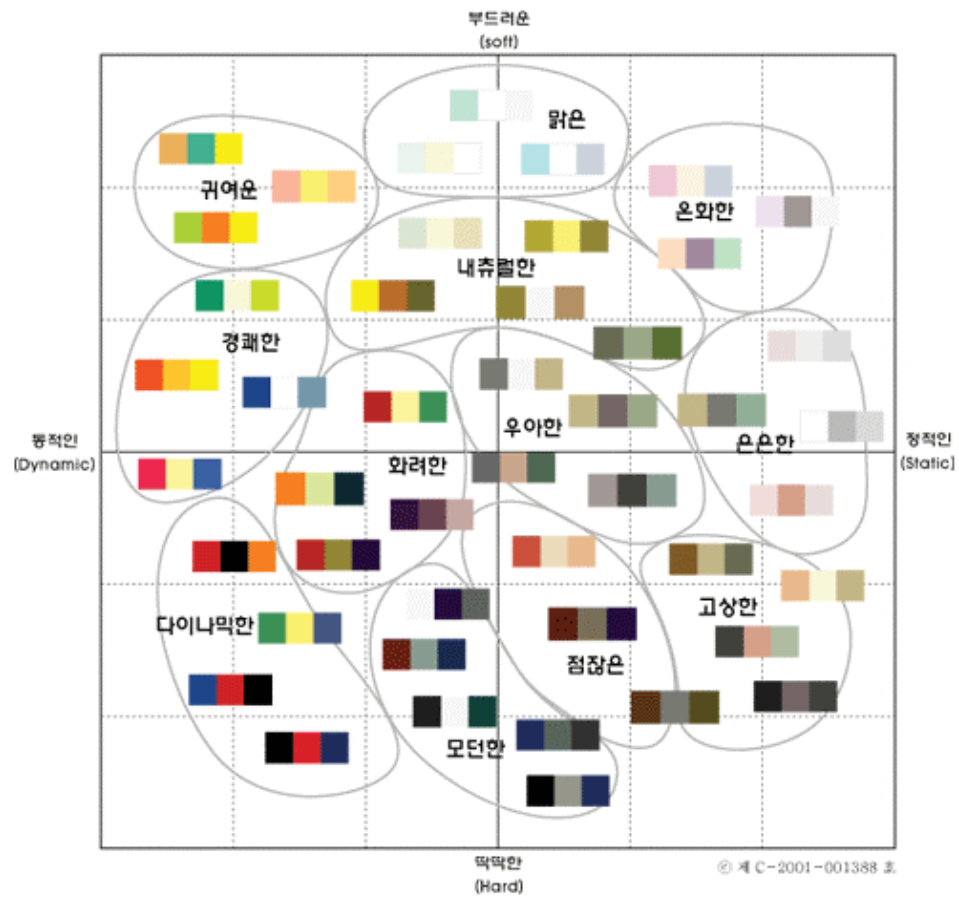 부드러운
(soft)
맑은
귀여운
온화한
내츄럴한
경쾌한
우아한
은은한
동적인
(Dynamic)
정적인
(Static)
화려한
고상한
다이나믹한
점잖은
모던한
딱딱한
(Hard)
ⓒ 제 C-2001-001388 호